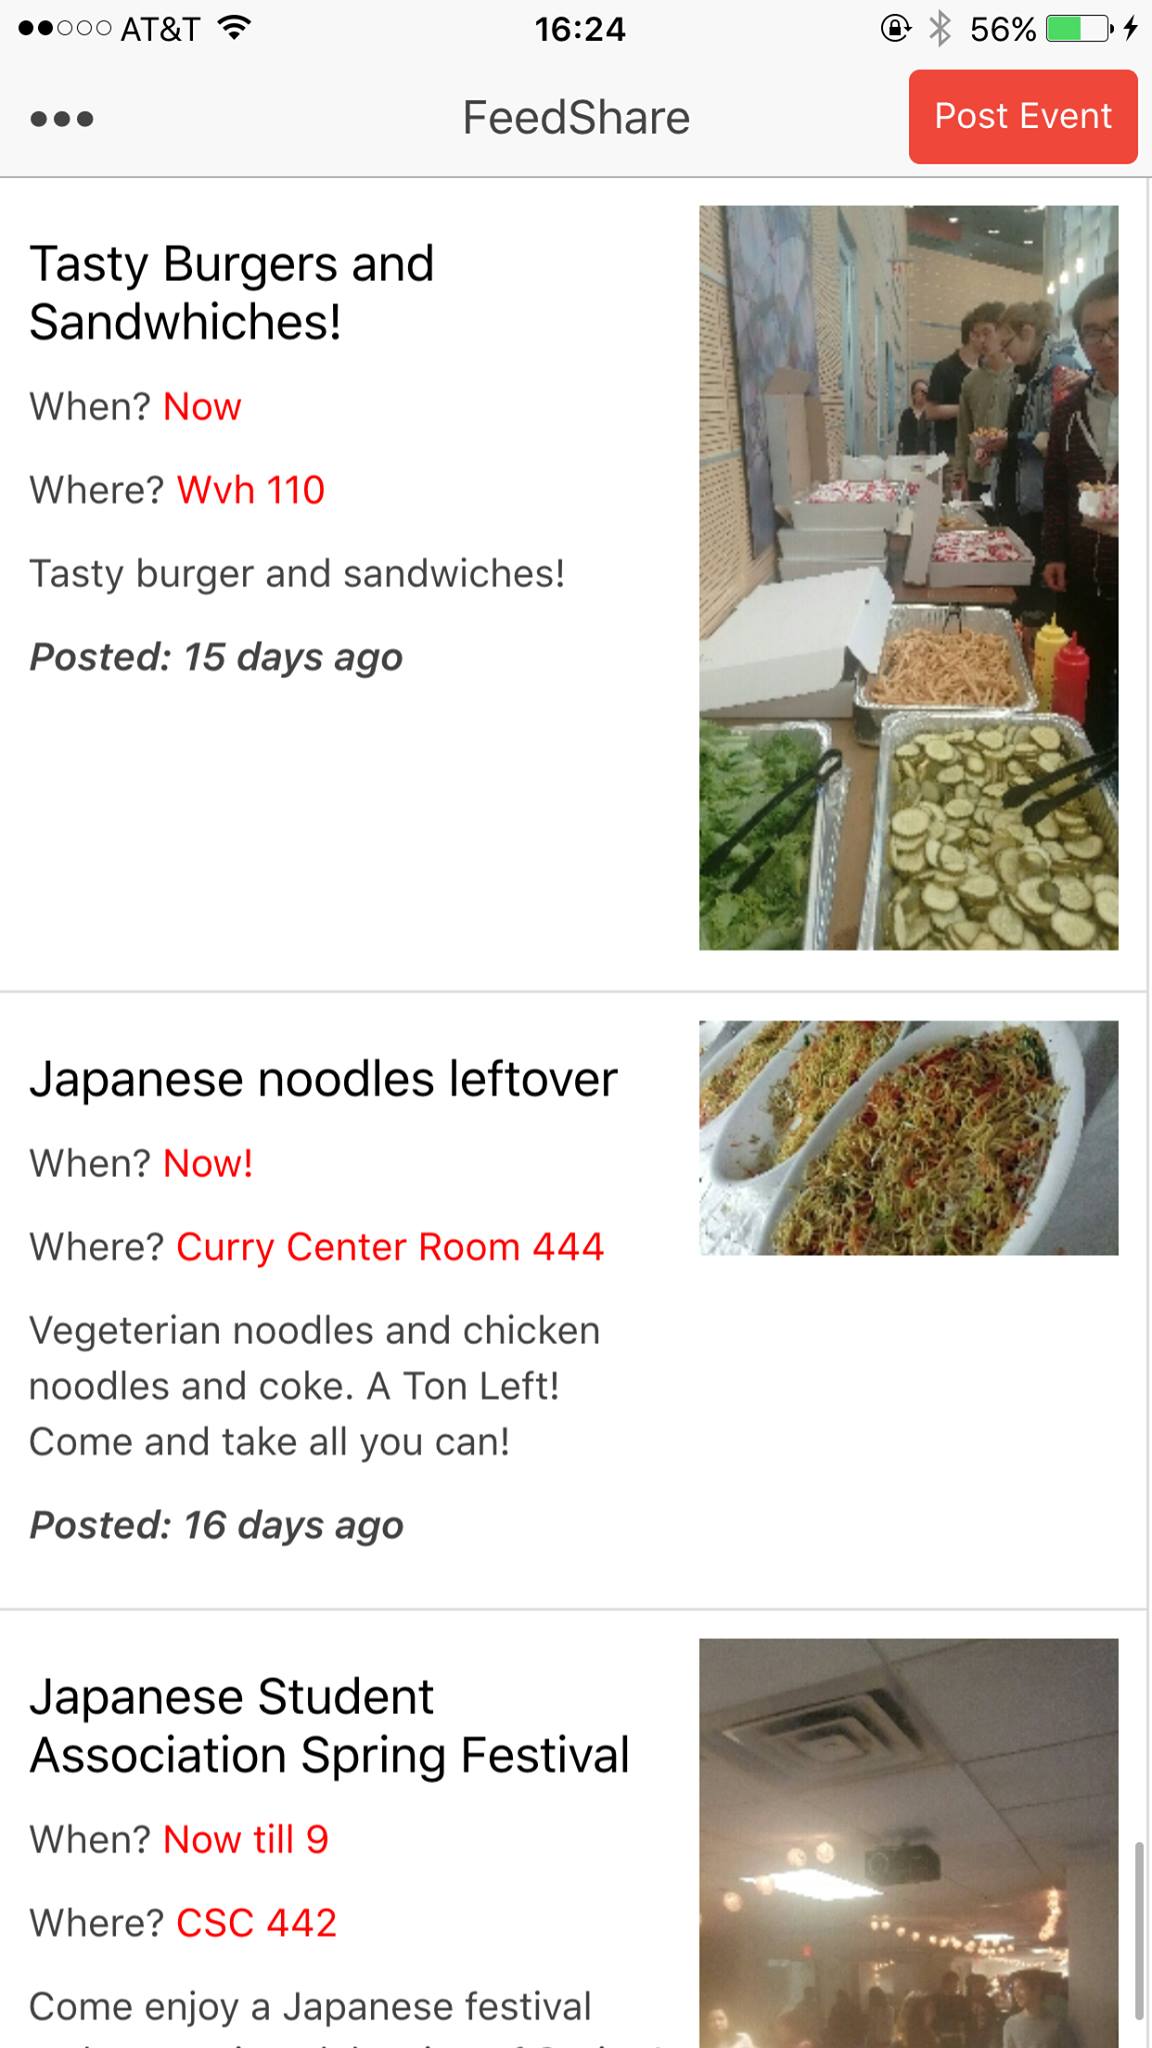 AT&T 16:24 56%
••• FeedShare Post Event
Tasty Burgers and
Sandwhiches!
When? Now
Where? Wvh 110
Tasty burger and sandwiches!
Posted: 15 days ago
Japanese noodles leftover
When? Now!
Where? Curry Center Room 444
Vegeterian noodles and chicken
noodles and coke. A Ton Left!
Come and take all you can!
Posted: 16 days ago
Japanese Student
Association Spring Festival
When? Now till 9
Where? CSC 442
Come enjoy a Japanese festival